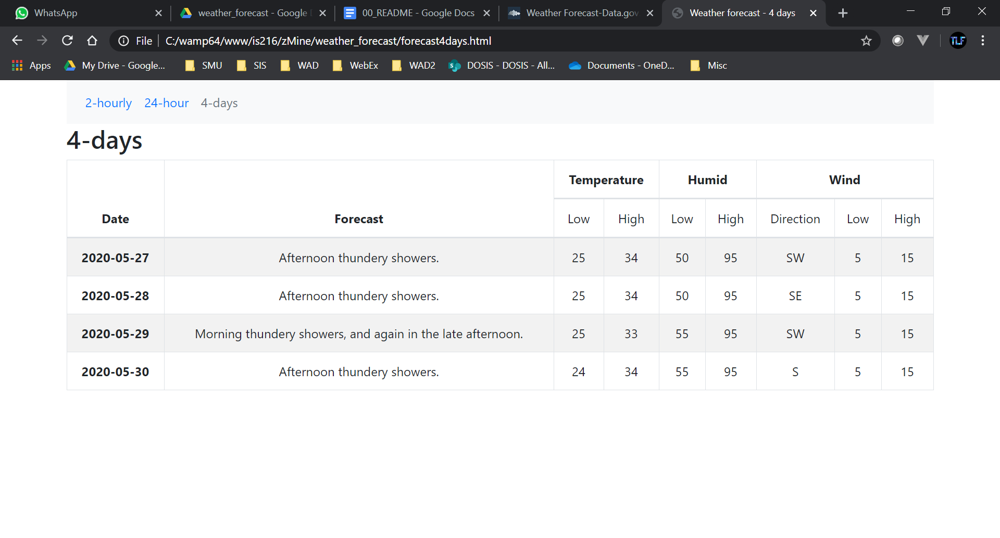 WhatsApp
weather_forecast - Google
00_README - Google Docs
Weather Forecast-Data.gov
Weather forecast - 4 days
File
C:/wamp64/www/is216/zMine/weather_forecast/forecast4days.html
TLF
Apps
My Drive - Google...
SMU
SIS
WAD
WebEx
WAD2
DOSIS - DOSIS - All...
Documents - OneD...
Misc
2-hourly 24-hour 4-days
4-days
Temperature Humid Wind
Date Forecast Low High Low High Direction Low High
2020-05-27 Afternoon thundery showers. 25 34 50 95 SW 5 15
2020-05-28 Afternoon thundery showers. 25 34 50 95 SE 5 15
2020-05-29 Morning thundery showers, and again in the late afternoon. 25 33 55 95 SW 5 15
2020-05-30 Afternoon thundery showers. 24 34 55 95 S 5 15